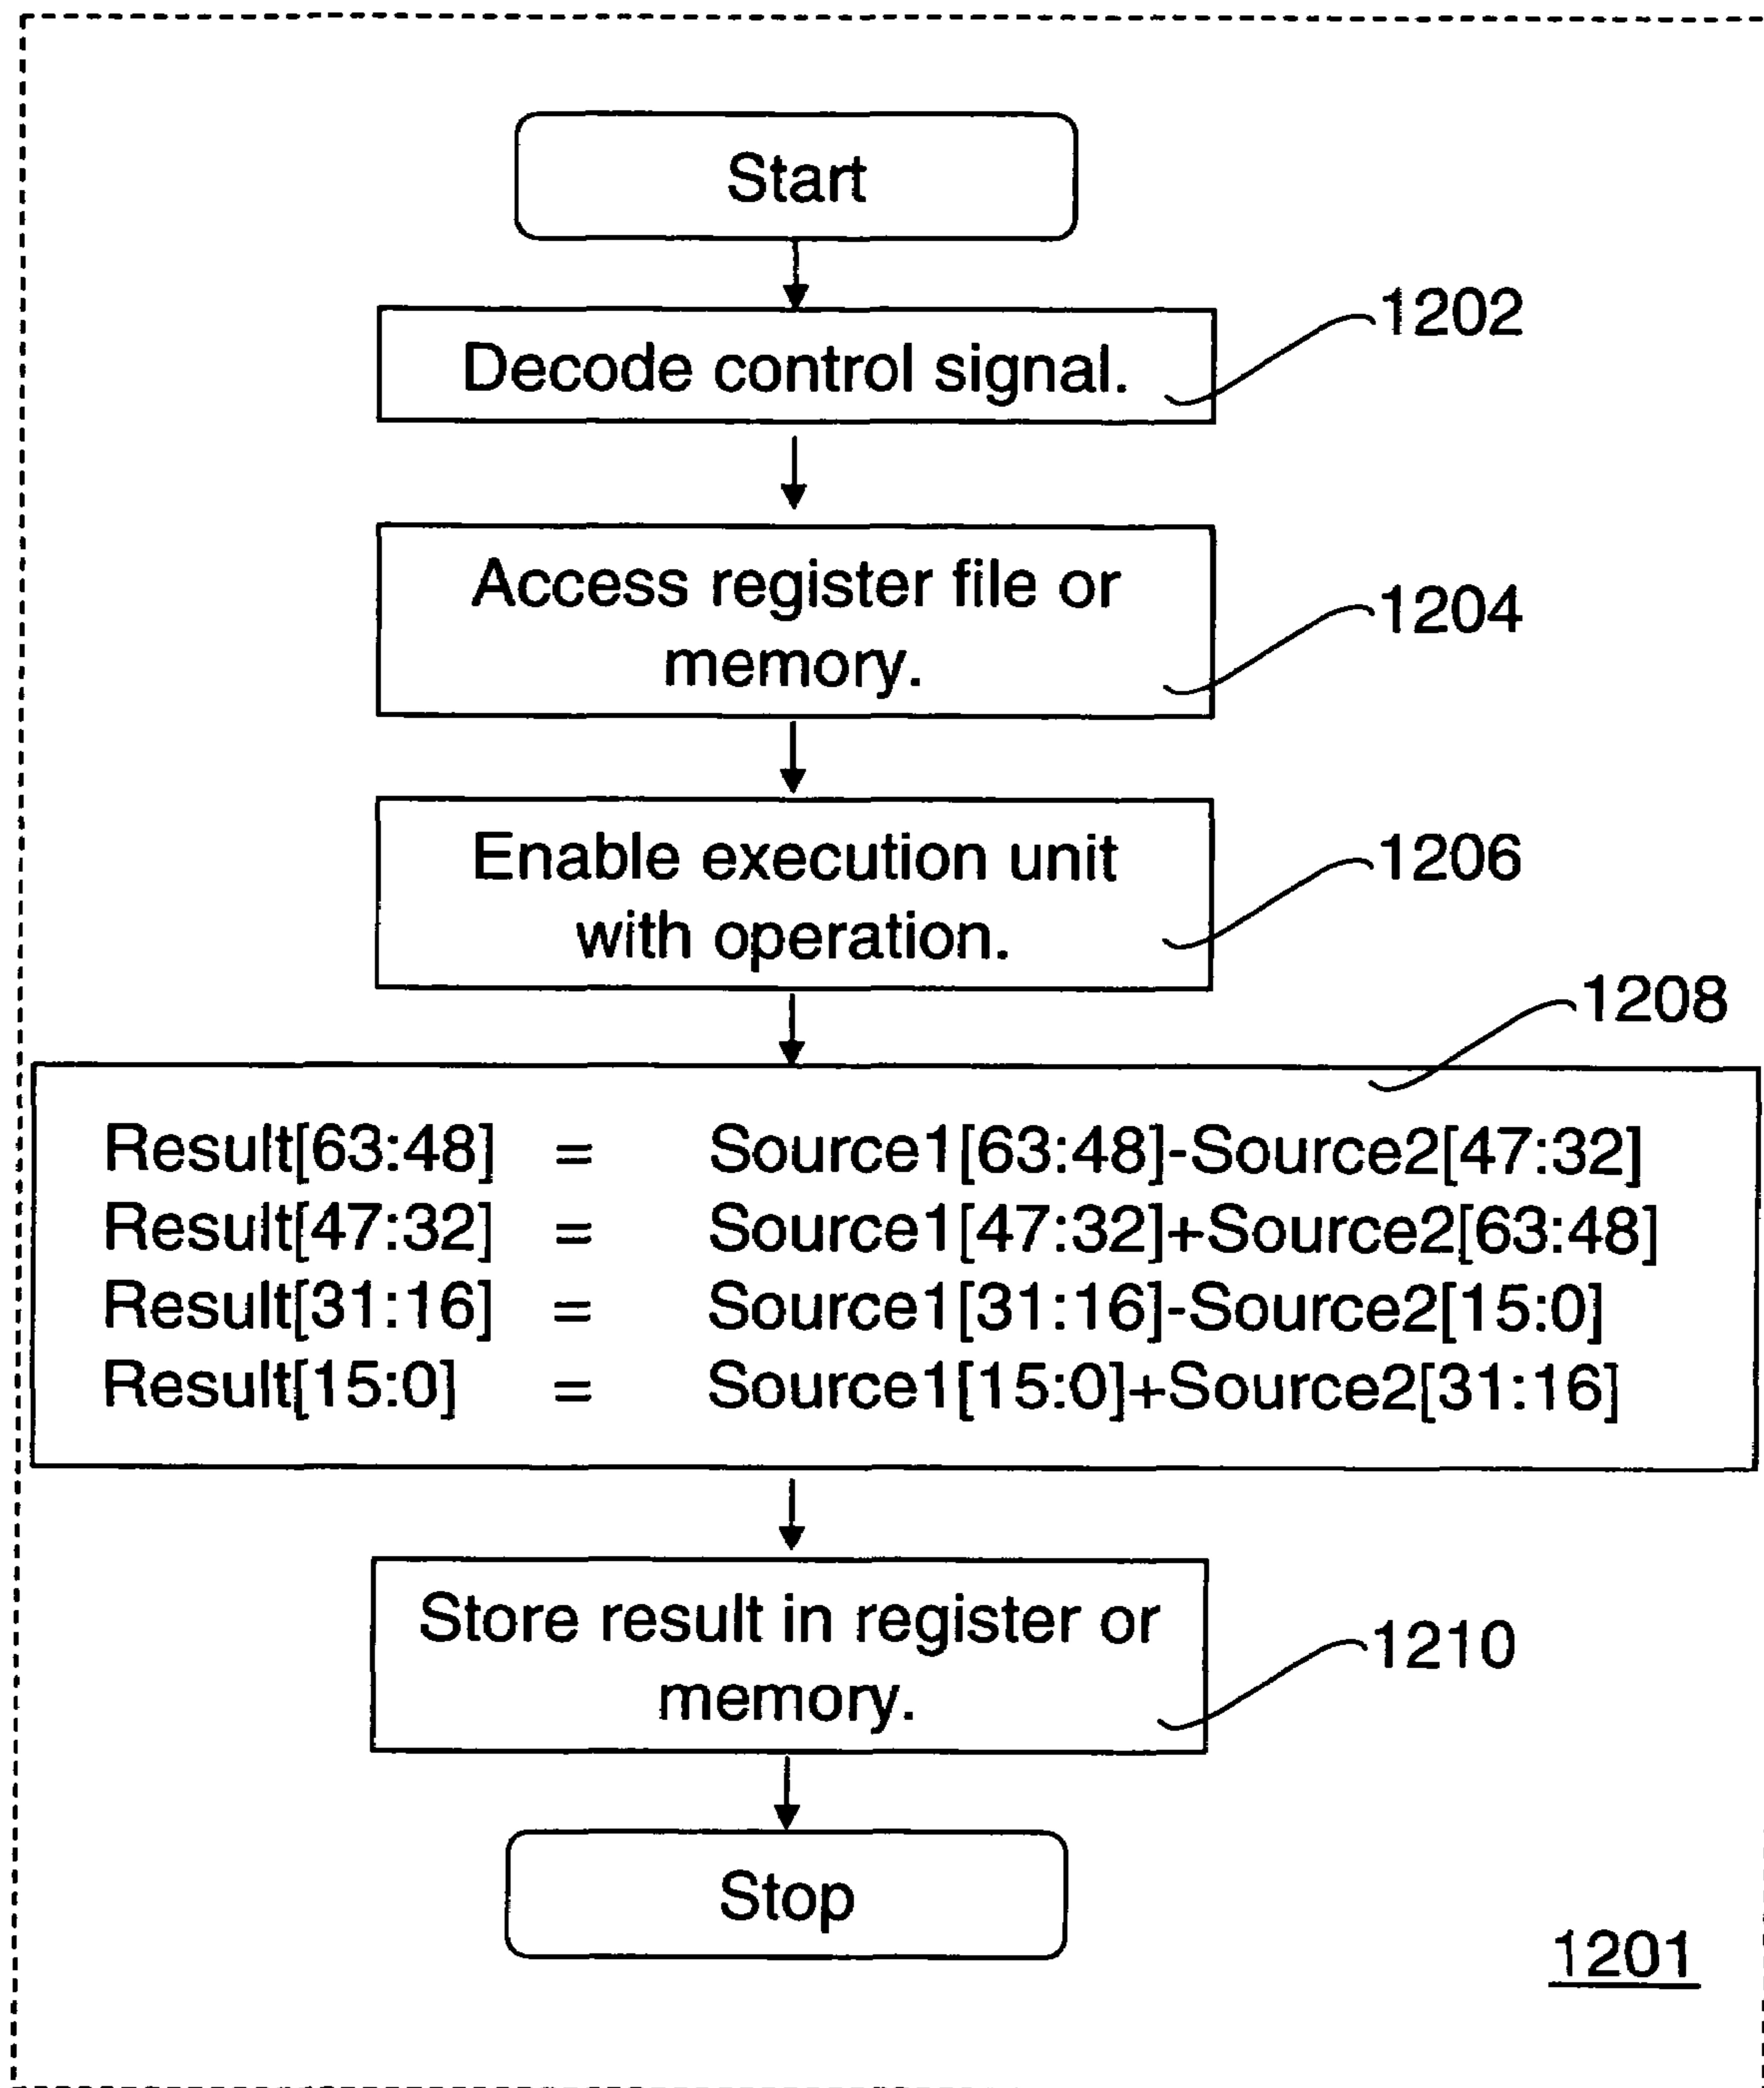 Start
1202
Decode control signal.
Access register file or
1204
memory.
Enable execution unit
1206
with operation.
1208
Result[63:48] = Source1[63:48]-Source2[47:32]
Result[47:32] = Source1[47:32]+Source2[63:48]
Result[31:16] = Source1[31:16]-Source2[15:0]
Result[15:0] = Source1[15:0]+Source2[31:16]
Store result in register or
1210
memory.
Stop
1201